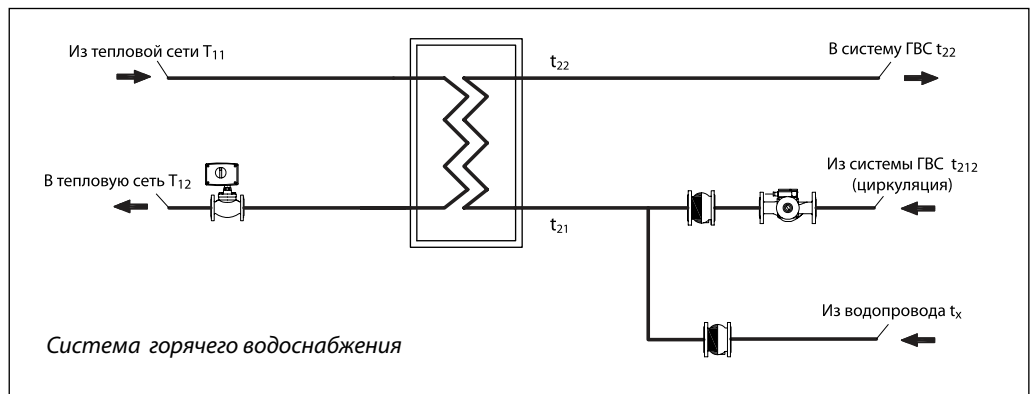 Из тепловой сети T11
t22
В систему ГВС t22
В тепловую сеть T12
Из системы ГВС t212
(циркуляция)
t21
Из водопровода tx
Система горячего водоснабжения